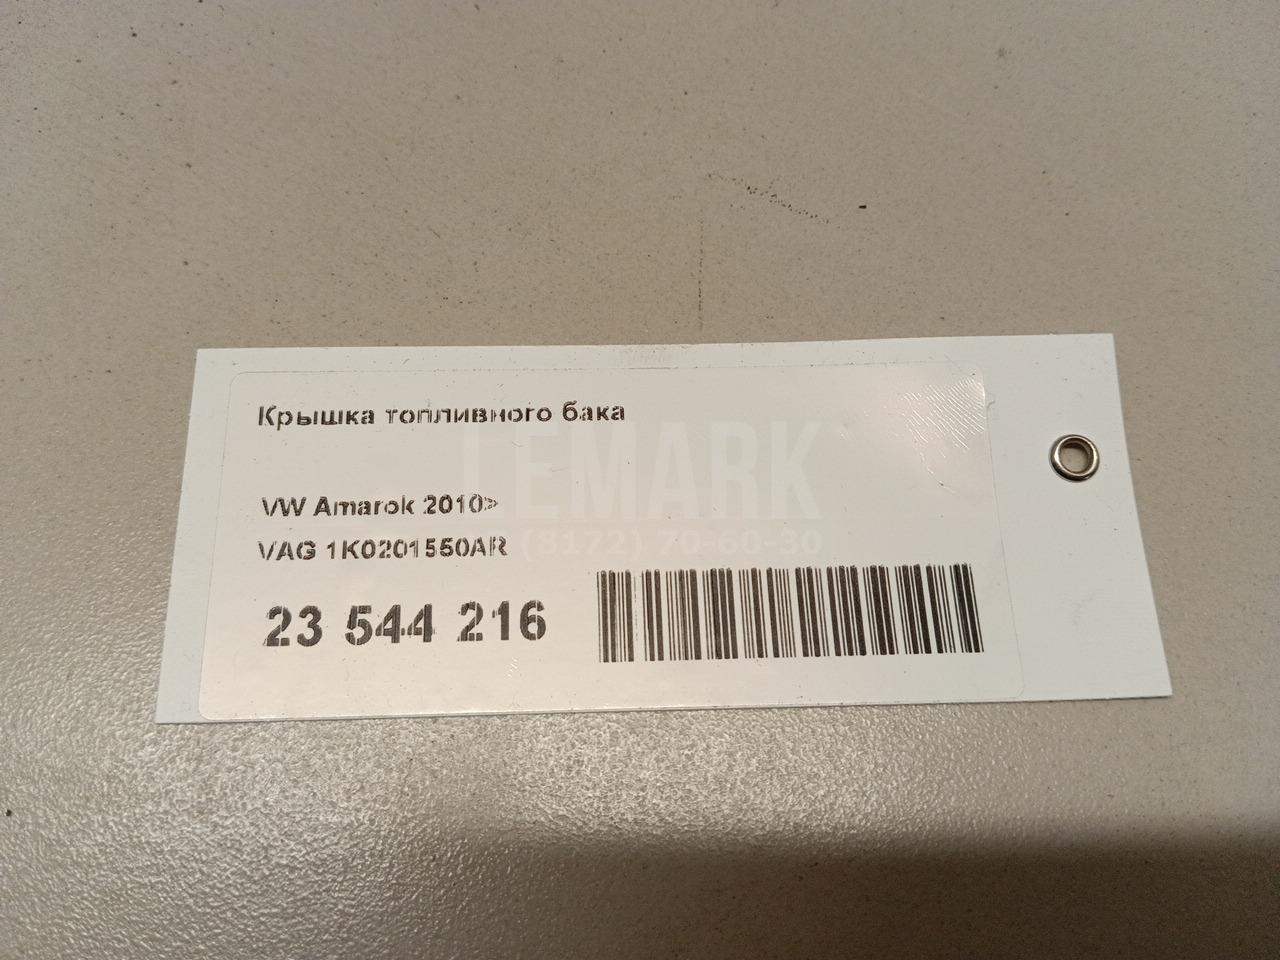 Крышка топливного бака
LEMARK
VW Amarok 2010>
VAG 1K0201550AR
(8172) 70-60-30
23 544 216